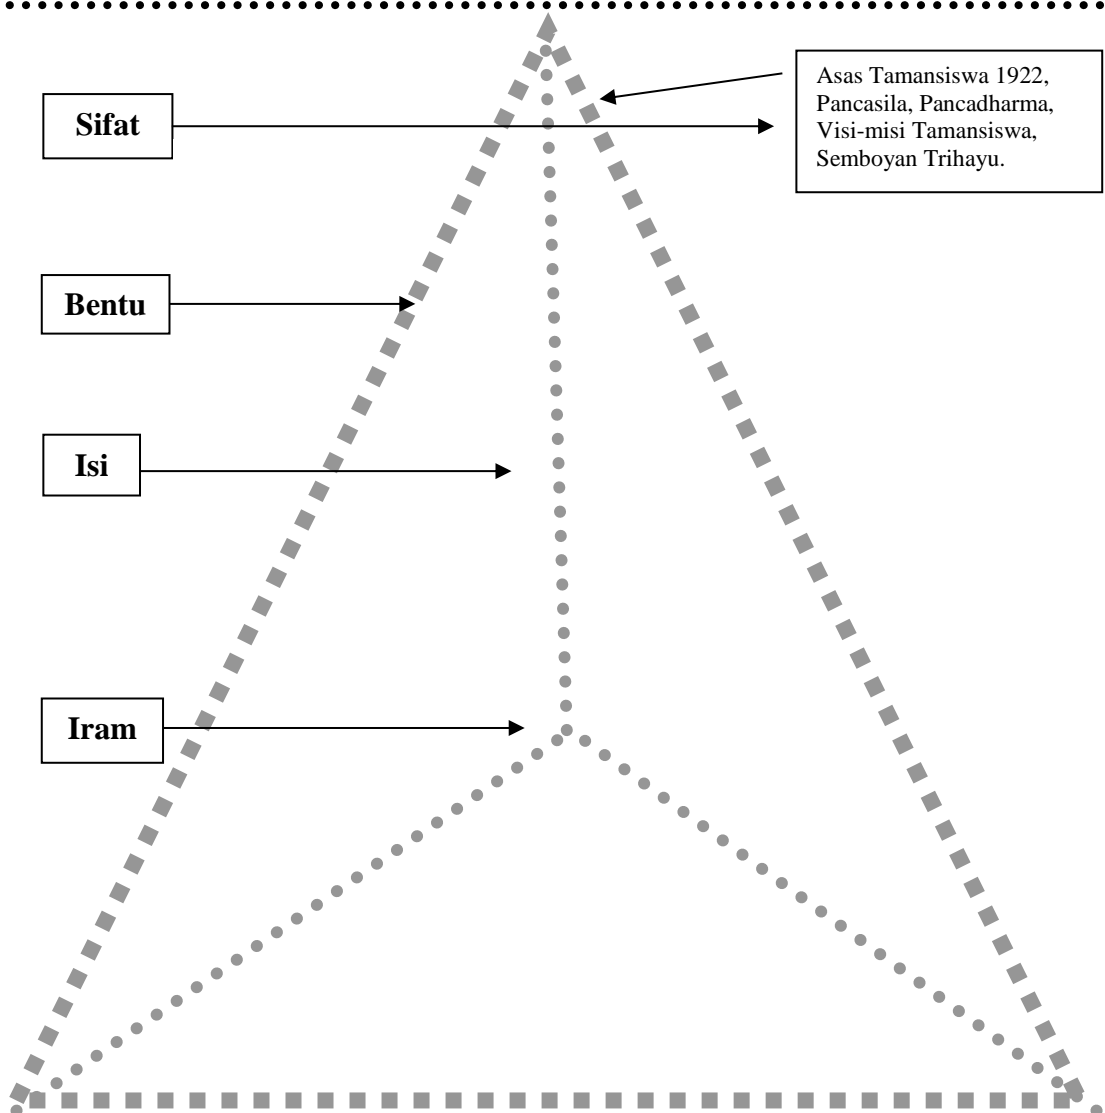 Asas Tamansiswa 1922,
Pancasila, Pancadharma,
Visi-misi Tamansiswa,
Semboyan Trihayu.
Sifat
Bentu
Isi
Iram